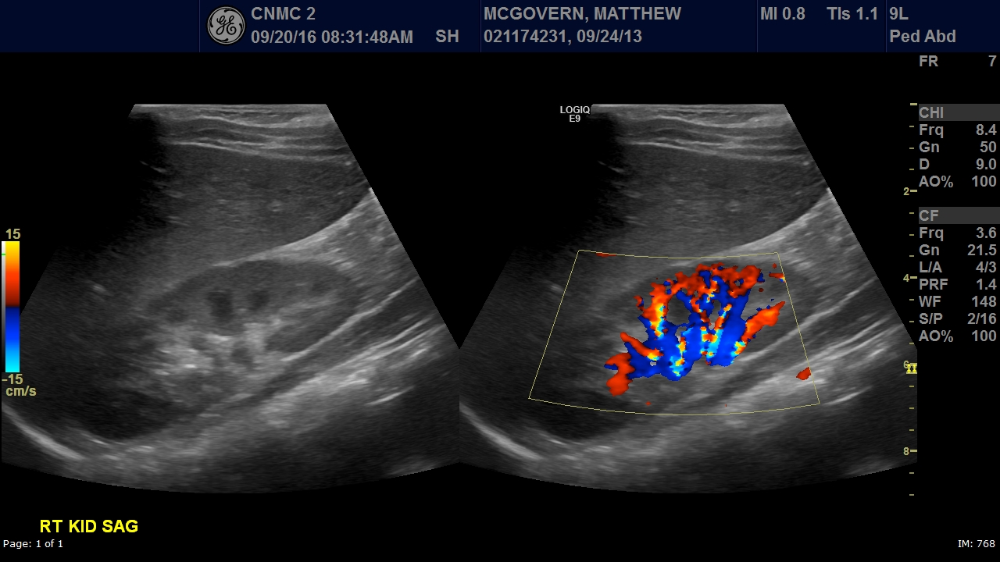 CNMC 2
09/20/16 08:31:48AM SH
MCGOVERN, MATTHEW
021174231, 09/24/13
MI 0.8 TIs 1.1
9L
Ped Abd
FR 7
LOGIQ
E9
CHI
Frq 8.4
Gn 50
D 9.0
AO% 100
CF
Frq 3.6
Gn 21.5
L/A 4/3
PRF 1.4
WF 148
S/P 2/16
AO% 100
15
-15
cm/s
2
4
6
8
RT KID SAG
Page: 1 of 1
IM: 768